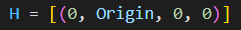 H = [(0, Origin, 0, 0)]